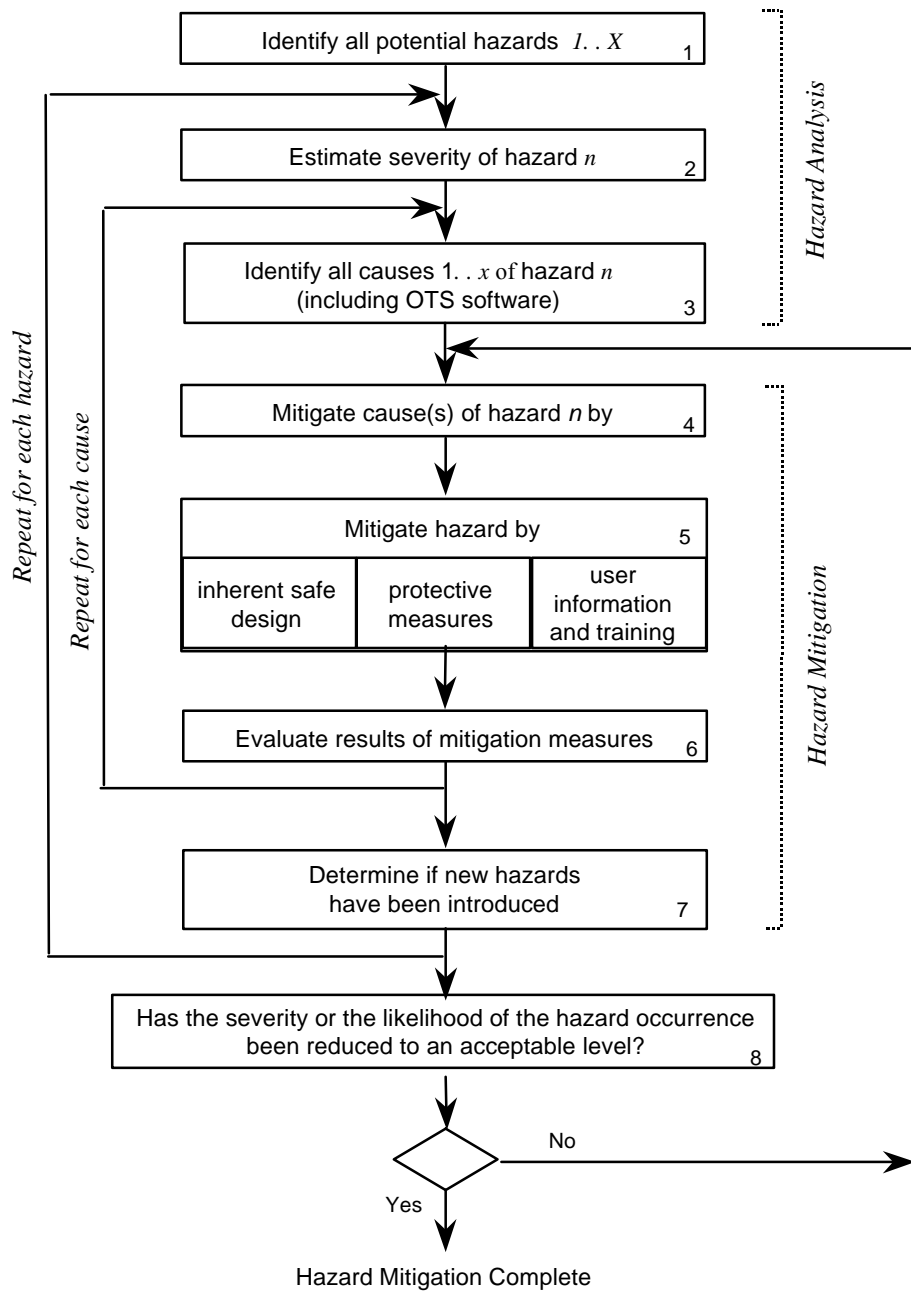 Identify all potential hazards 1. . X
1
Estimate severity of hazard n
2
Identify all causes 1. . x of hazard n
(including OTS software)
3
Mitigate cause(s) of hazard n by
4
Mitigate hazard by
5
inherent safe
design
protective
measures
user
information
and training
Evaluate results of mitigation measures
6
Determine if new hazards
have been introduced
7
Has the severity or the likelihood of the hazard occurrence
been reduced to an acceptable level?
8
No
Yes
Hazard Mitigation Complete
Repeat for each hazard
Repeat for each cause
Hazard Analysis
Hazard Mitigation